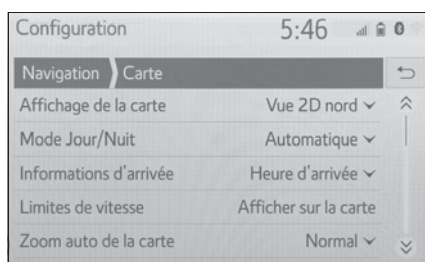 Configuration 5:46
Navigation Carte
Affichage de la carte Vue 2D nord
Mode Jour/Nuit Automatique
Informations d'arrivée Heure d'arrivée
Limites de vitesse Afficher sur la carte
Zoom auto de la carte Normal